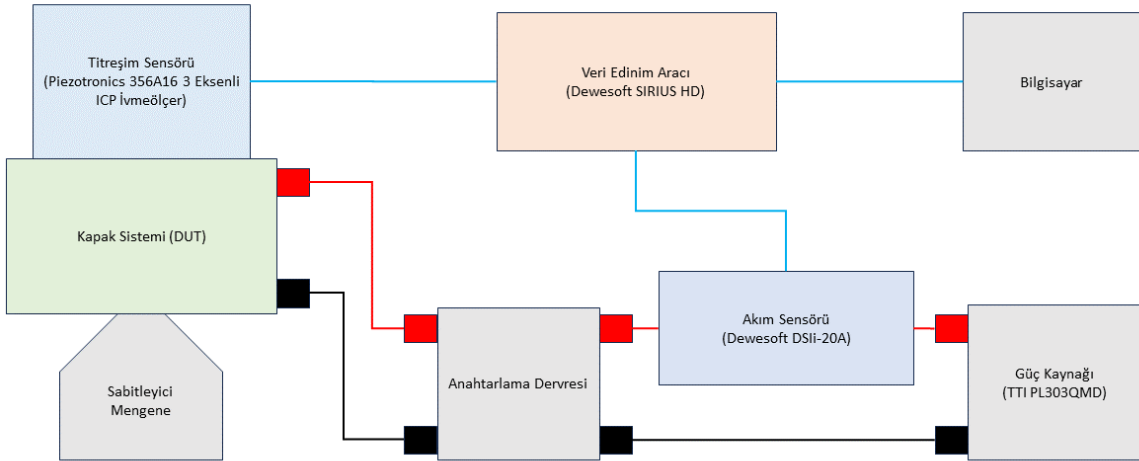 Titreşim Sensörü
(Piezotronics 356A16 3 Eksenli
ICP İvmeölçer)
Veri Edinim Aracı
(Dewesoft SIRIUS HD)
Bilgisayar
Kapak Sistemi (DUT)
Akım Sensörü
(Dewesoft DSIi-20A)
Anahtarlama Dervresi
Güç Kaynağı
(TTI PL303QMD)
Sabitleyici
Mengene